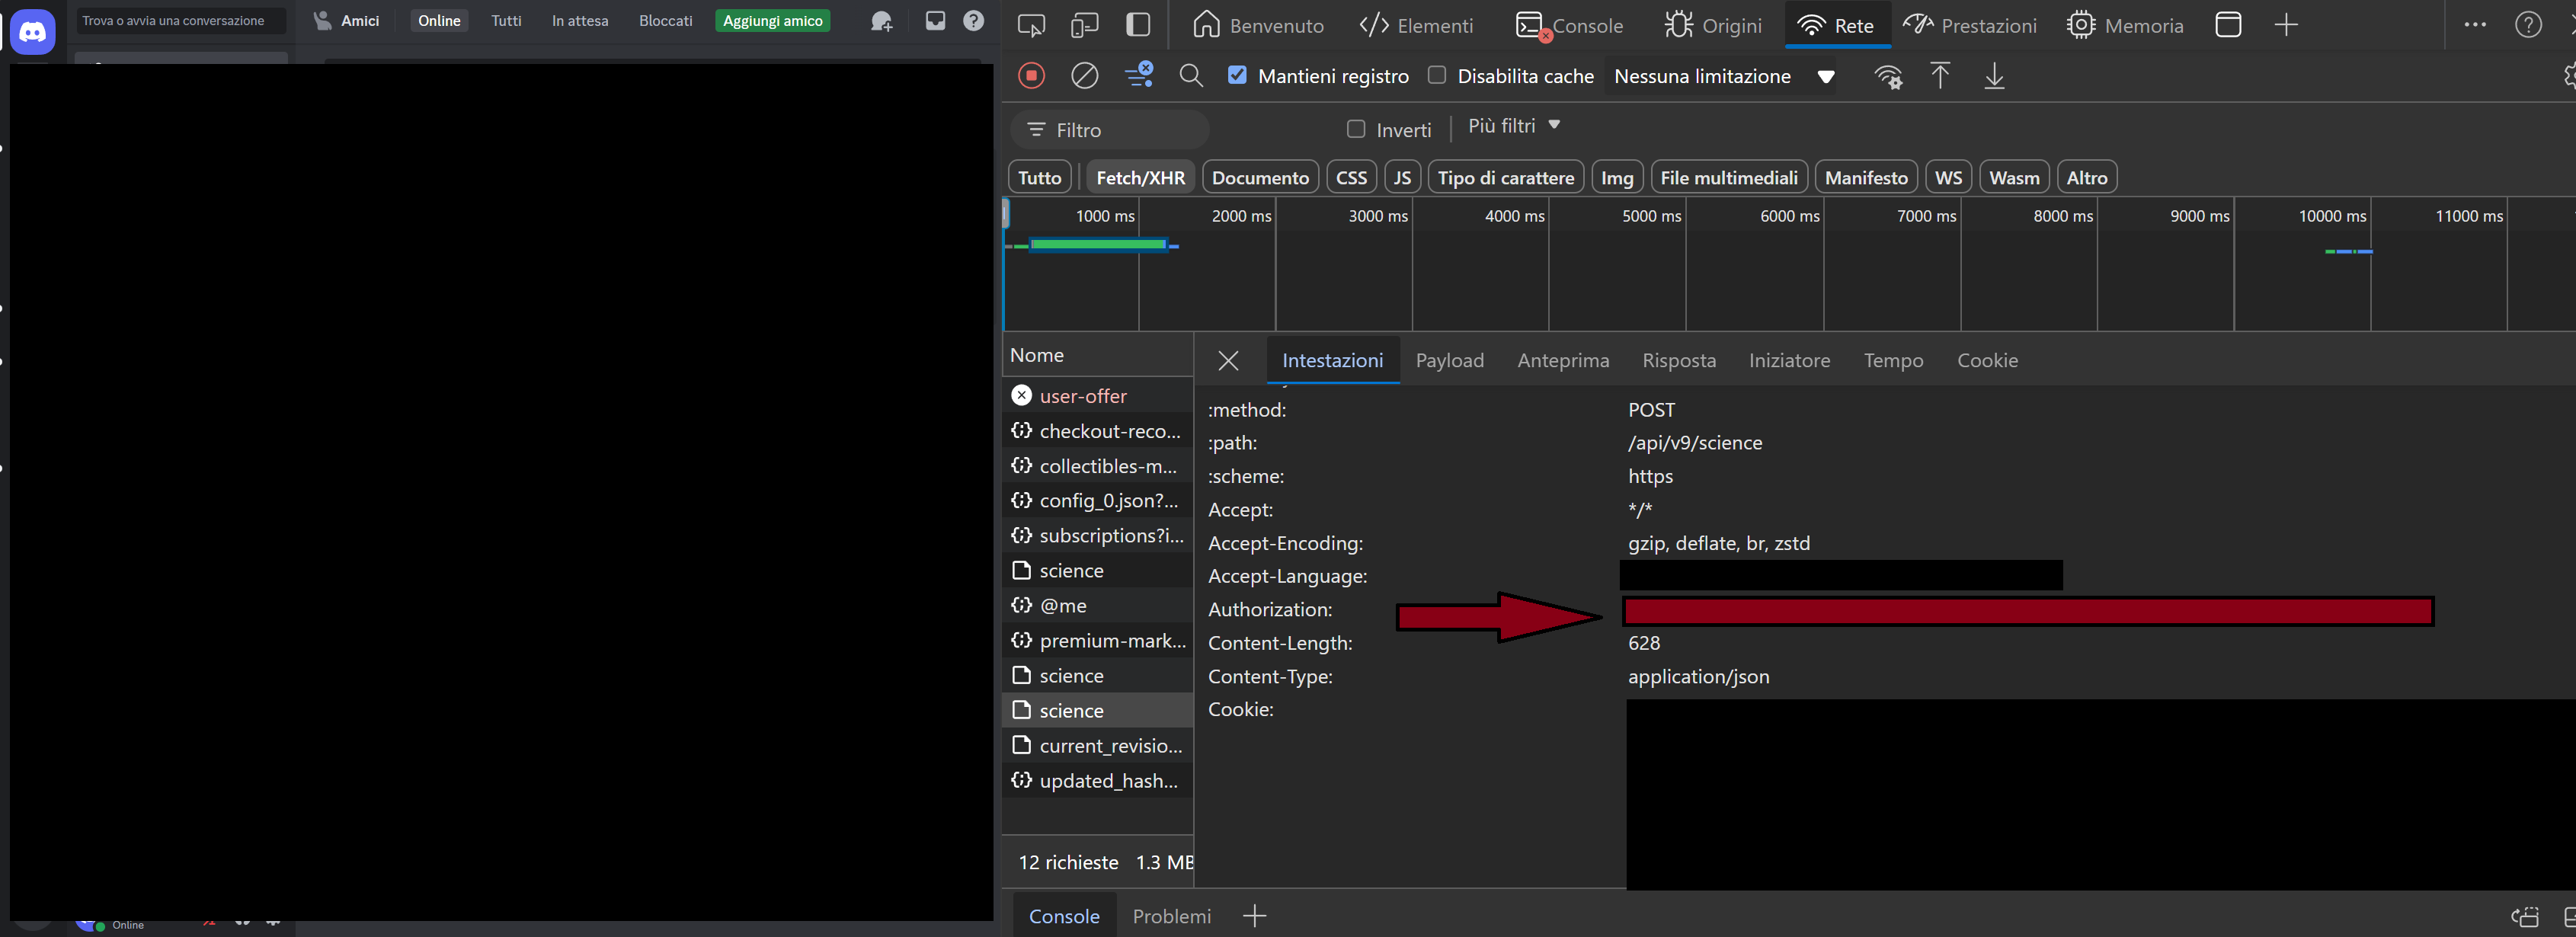 Trova o avvia una conversazione
Amici
Online
Tutti
In attesa
Bloccati
Aggiungi amico
Online
Benvenuto
Elementi
Console
Origini
Rete
Prestazioni
Memoria
Mantieni registro
Disabilita cache
Nessuna limitazione
Filtro
Inverti
Più filtri
Tutto
Fetch/XHR
Documento
CSS
JS
Tipo di carattere
Img
File multimediali
Manifesto
WS
Wasm
Altro
1000 ms
2000 ms
3000 ms
4000 ms
5000 ms
6000 ms
7000 ms
8000 ms
9000 ms
10000 ms
11000 ms
Nome
user-offer
checkout-reco...
collectibles-m...
config_0.json?...
subscriptions?i...
science
@me
premium-mark...
science
science
current_revisio...
updated_hash...
12 richieste 1.3 MB
Intestazioni
Payload
Anteprima
Risposta
Iniziatore
Tempo
Cookie
:method: POST
:path: /api/v9/science
:scheme: https
Accept: */*
Accept-Encoding: gzip, deflate, br, zstd
Accept-Language:
Authorization:
Content-Length: 628
Content-Type: application/json
Cookie:
Console
Problemi